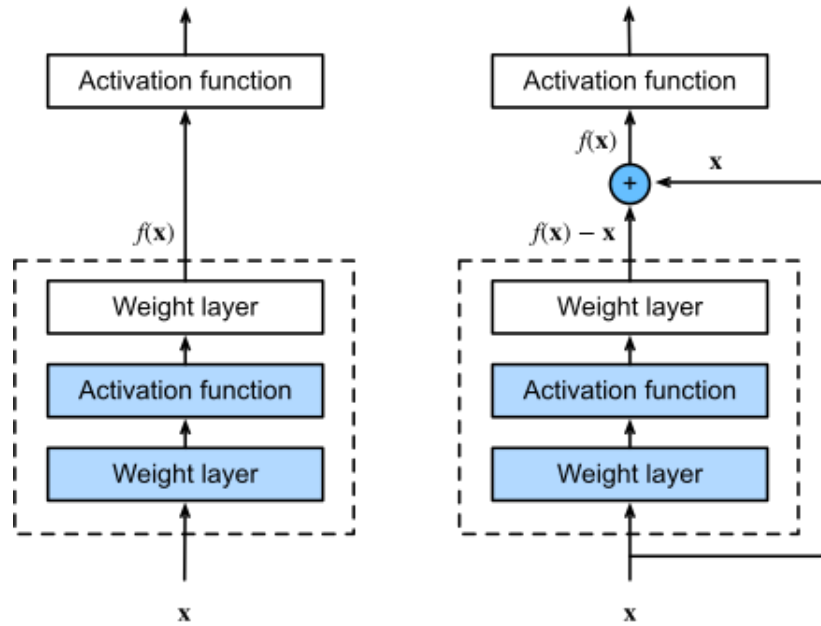 Activation function
f(x)
Weight layer
Activation function
Weight layer
x
Activation function
f(x)
x
+
f(x) − x
Weight layer
Activation function
Weight layer
x